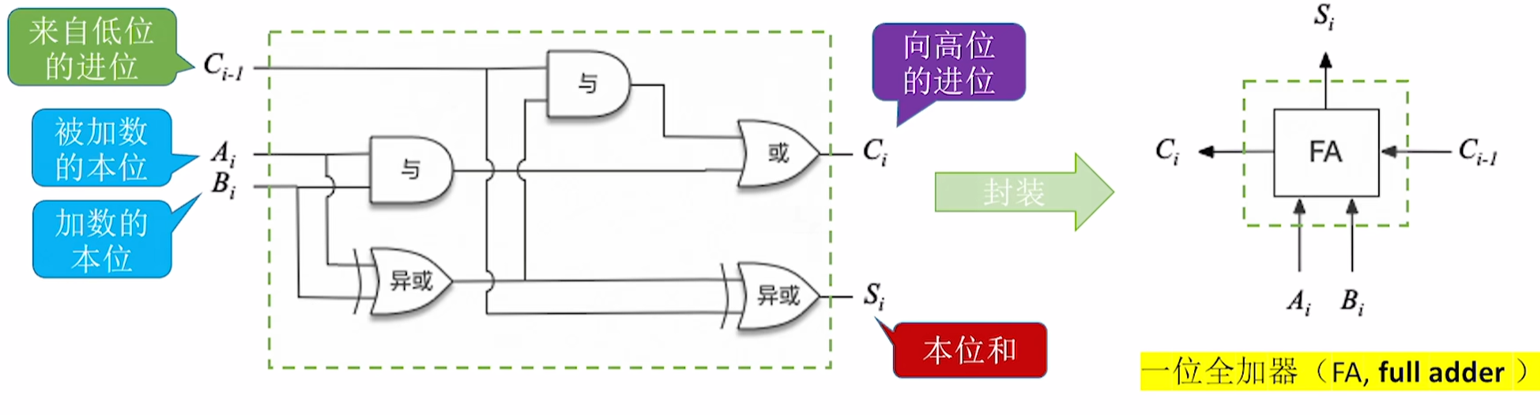 来自低位
的进位
C_{i-1}
被加数
的本位
A_i
B_i
加数的
本位
与
与
异或
或
异或
向高位
的进位
C_i
S_i
本位和
封装
S_i
C_i
FA
C_{i-1}
A_i
B_i
一位全加器（FA, full adder ）